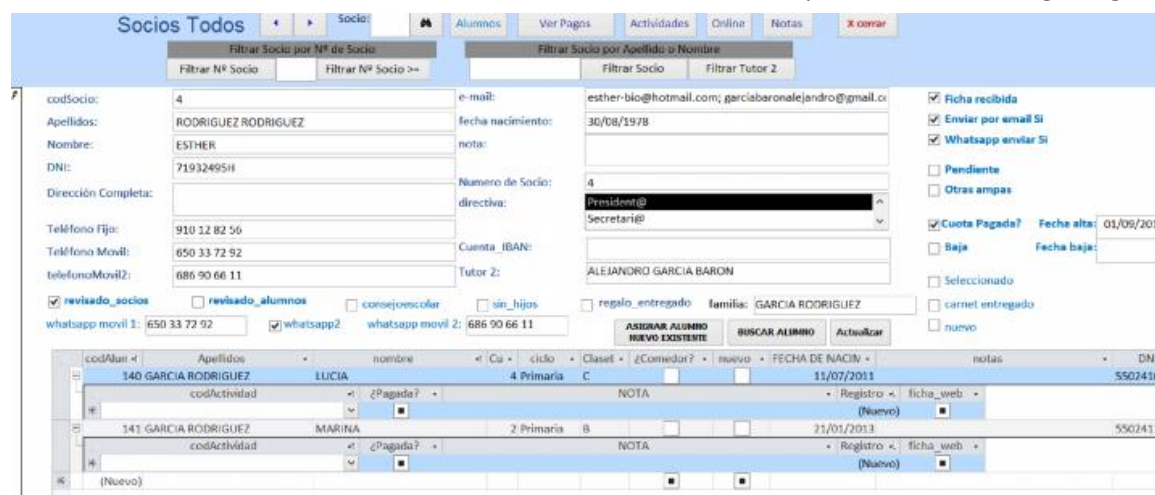 Socios Todos Socio: Alumnos Ver Pagos Actividades Online Notas X cerrar
Filtrar Socio por Nº de Socio Filtrar Socio por Apellido o Nombre
Filtrar Nº Socio Filtrar Nº Socio >= Filtrar Socio Filtrar Tutor 2
codSocio: 4 e-mail: esther-bio@hotmail.com; garciabaronalejandro@gmail.cc Ficha recibida
Apellidos: RODRIGUEZ RODRIGUEZ fecha nacimiento: 30/08/1978 Enviar por email Si
Nombre: ESTHER nota: Whatsapp enviar Si
DNI: 71932495H Pendiente
Dirección Completa: Numero de Socio: 4 Otras ampas
directiva: President@
Secretari@
Teléfono Fijo: 910 12 82 56 Cuota Pagada? Fecha alta: 01/09/201
Teléfono Movil: 650 33 72 92 Cuenta_IBAN: Baja Fecha baja:
telefonoMovil2: 686 90 66 11 Tutor 2: ALEJANDRO GARCIA BARON Seleccionado
revisado_socios revisado_alumnos consejoescolar sin_hijos regalo_entregado familia: GARCIA RODRIGUEZ carnet entregado
whatsapp movil 1: 650 33 72 92 whatsapp2 whatsapp movil 2: 686 90 66 11 ASIGNAR ALUMNO NUEVO EXISTENTE BUSCAR ALUMNO Actualizar nuevo
codAlun Apellidos nombre Cu ciclo Claset ¿Comedor? nuevo FECHA DE NACIN notas DN
140 GARCIA RODRIGUEZ LUCIA 4 Primaria C 11/07/2011 5502416
codActividad ¿Pagada? NOTA Registro ficha_web
(Nuevo)
141 GARCIA RODRIGUEZ MARINA 2 Primaria B 21/01/2013 550241
codActividad ¿Pagada? NOTA Registro ficha_web
(Nuevo)
(Nuevo)